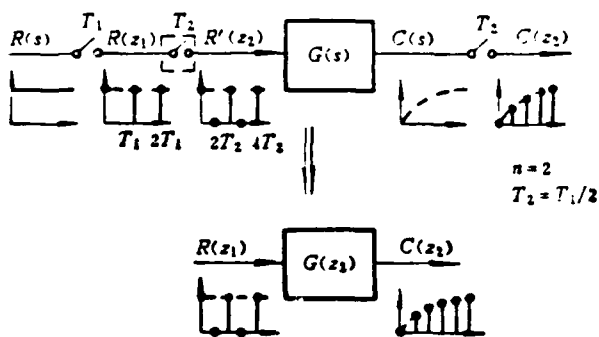 R(s) T₁ R(z₁) T₂ R'(z₂) G(s) C(s) T₂ C(z₂)
T₁ 2T₁ 2T₂ 4T₂
n=2
T₂=T₁/2
R(z₁) G(z₂) C(z₂)